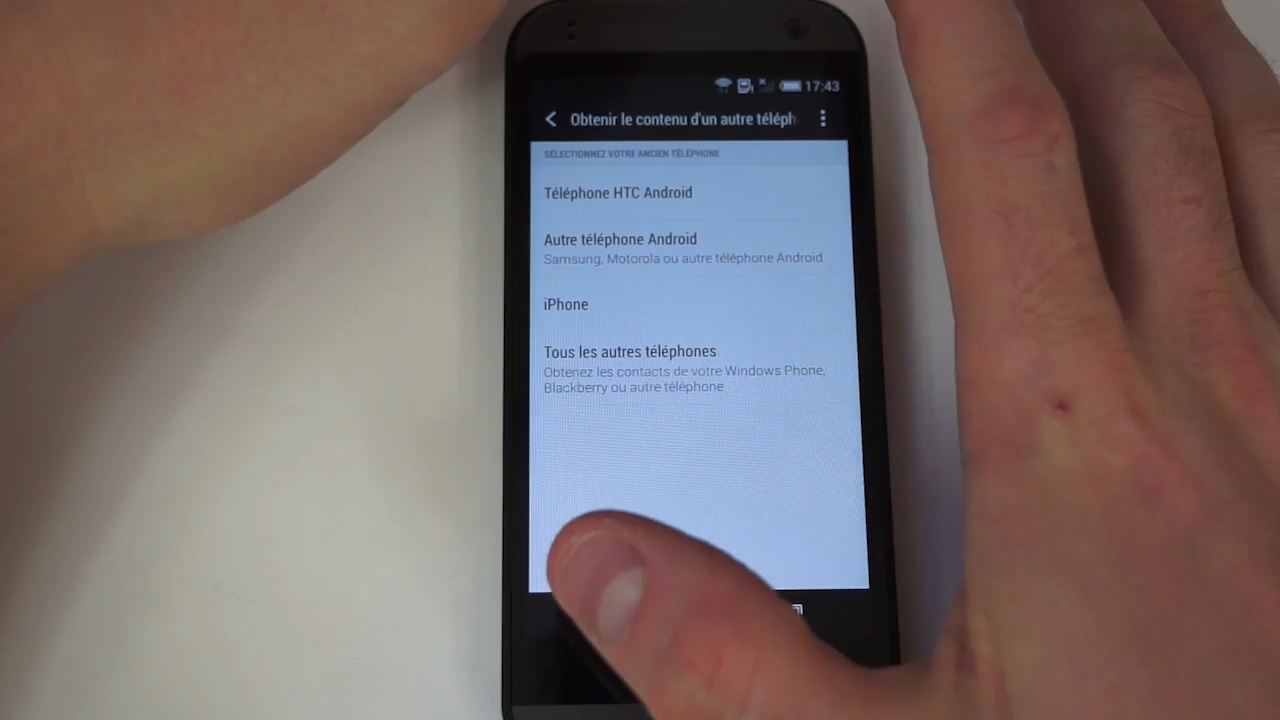 17:43
Obtenir le contenu d'un autre téléph
SÉLECTIONNEZ VOTRE ANCIEN TÉLÉPHONE
Téléphone HTC Android
Autre téléphone Android
Samsung, Motorola ou autre téléphone Android
iPhone
Tous les autres téléphones
Obtenez les contacts de votre Windows Phone,
Blackberry ou autre téléphone